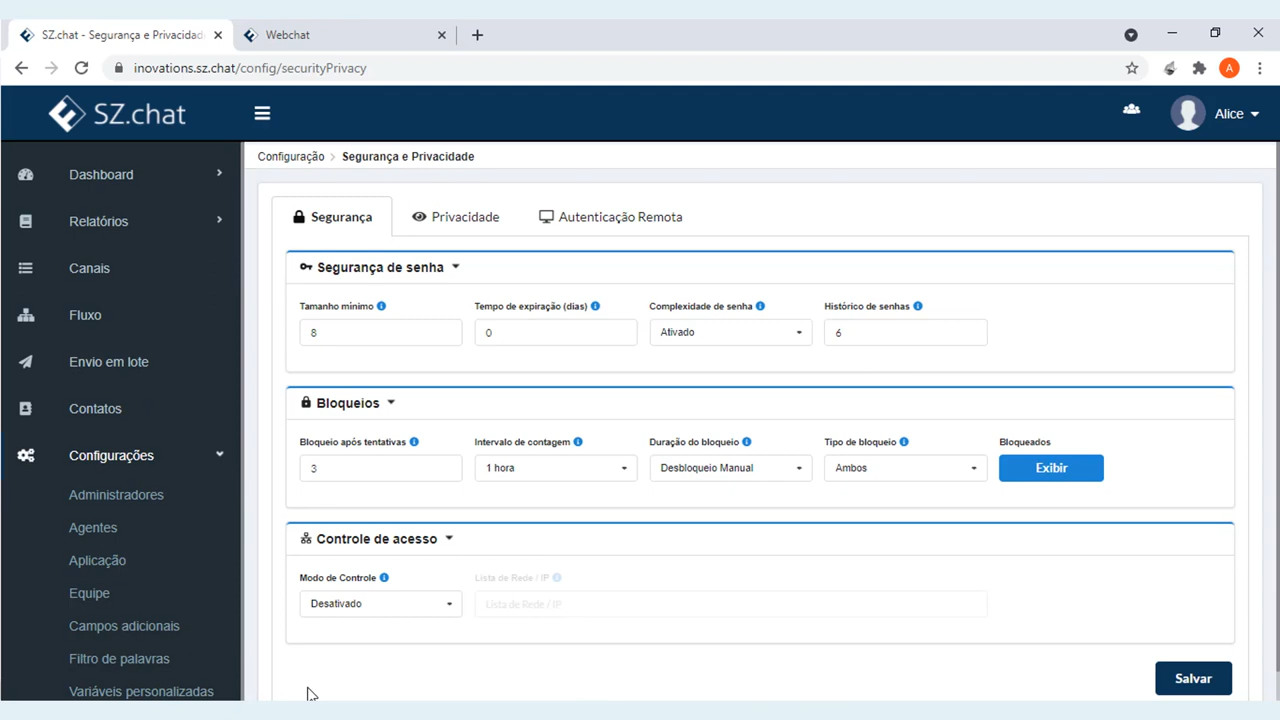 SZ.chat - Segurança e Privacidad
Webchat
inovations.sz.chat/config/securityPrivacy
A
SZ.chat
Alice
Dashboard
Relatórios
Canais
Fluxo
Envio em lote
Contatos
Configurações
Administradores
Agentes
Aplicação
Equipe
Campos adicionais
Filtro de palavras
Variáveis personalizadas
Configuração > Segurança e Privacidade
Segurança Privacidade Autenticação Remota
Segurança de senha
Tamanho mínimo Tempo de expiração (dias) Complexidade de senha Histórico de senhas
8 0 Ativado 6
Bloqueios
Bloqueio após tentativas Intervalo de contagem Duração do bloqueio Tipo de bloqueio Bloqueados
3 1 hora Desbloqueio Manual Ambos Exibir
Controle de acesso
Modo de Controle Lista de Rede / IP
Desativado Lista de Rede / IP
Salvar